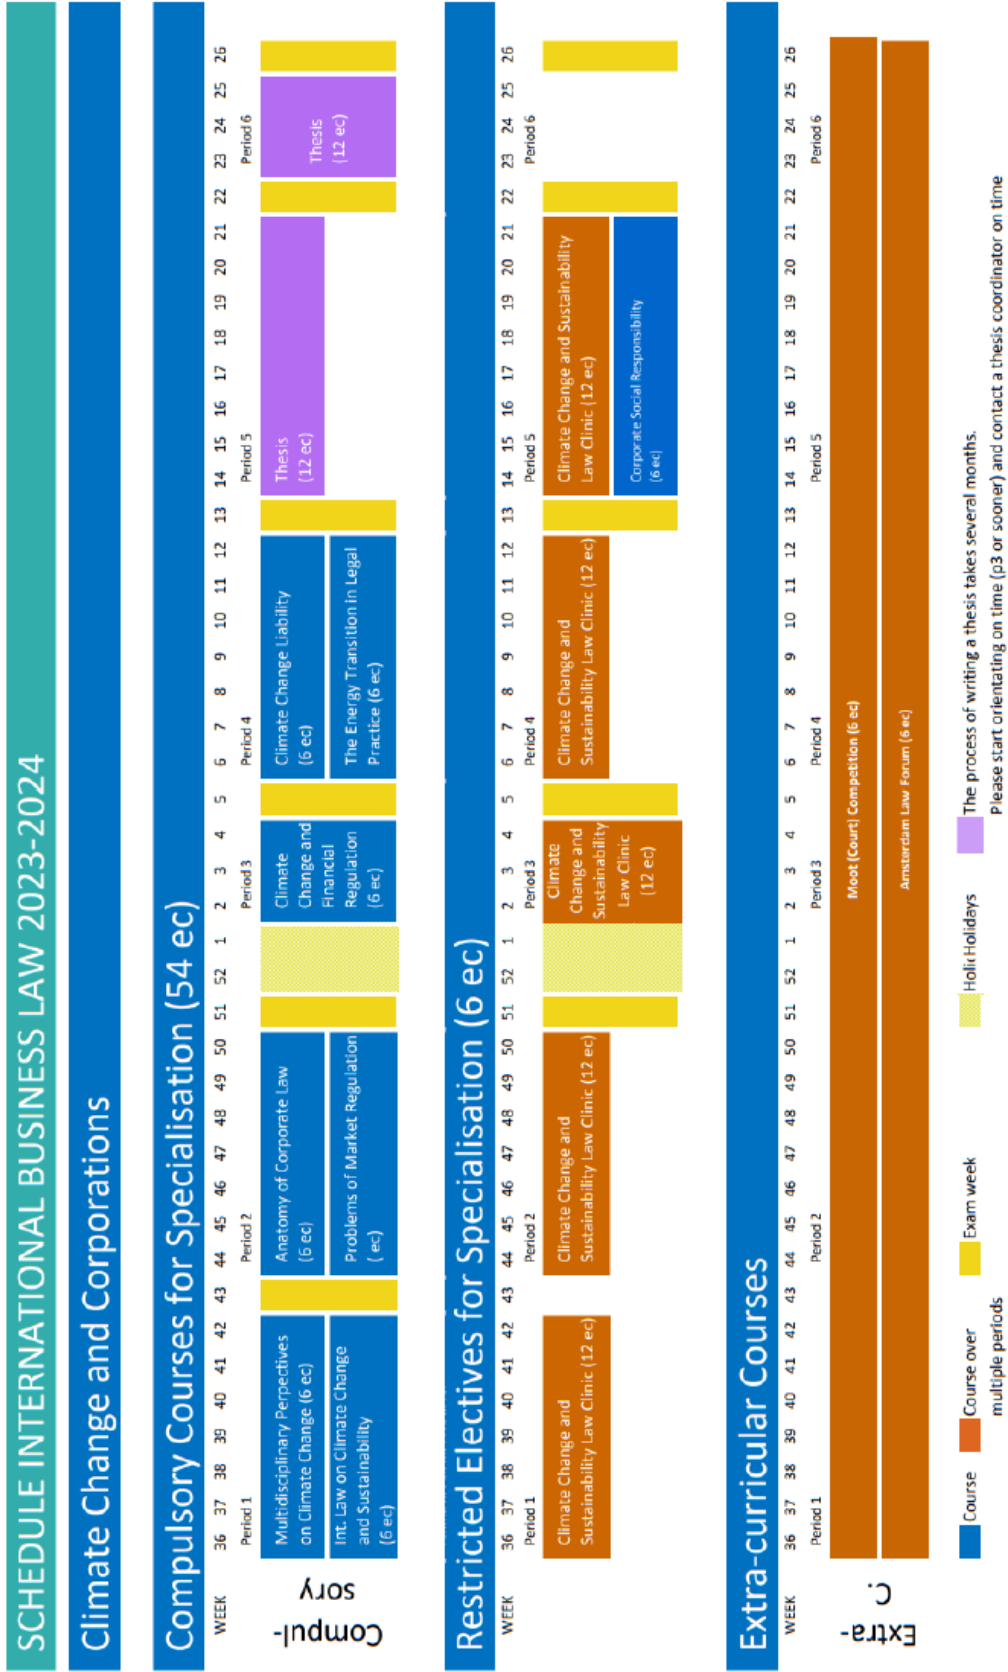 SCHEDULE INTERNATIONAL BUSINESS LAW 2023-2024
Climate Change and Corporations
Compulsory Courses for Specialisation (54 ec)
WEEK 36 37 38 39 40 41 42 43 44 45 46 47 48 49 50 51 52 1 2 3 4 5 6 7 8 9 10 11 12 13 14 15 16 17 18 19 20 21 22 23 24 25 26
Period 1 Period 2 Period 3 Period 4 Period 5 Period 6
Compul-
sory
Multidisciplinary Perpectives
on Climate Change (6 ec)
Int. Law on Climate Change
and Sustainability
(6 ec)
Anatomy of Corporate Law
(6 ec)
Problems of Market Regulation
( ec)
Climate
Change and
Financial
Regulation
(6 ec)
Climate Change Liability
(6 ec)
The Energy Transition in Legal
Practice (6 ec)
Thesis
(12 ec)
Thesis
(12 ec)
Restricted Electives for Specialisation (6 ec)
WEEK 36 37 38 39 40 41 42 43 44 45 46 47 48 49 50 51 52 1 2 3 4 5 6 7 8 9 10 11 12 13 14 15 16 17 18 19 20 21 22 23 24 25 26
Period 1 Period 2 Period 3 Period 4 Period 5 Period 6
Climate Change and
Sustainability Law Clinic (12 ec)
Climate Change and
Sustainability Law Clinic (12 ec)
Climate
Change and
Sustainability
Law Clinic
(12 ec)
Climate Change and
Sustainability Law Clinic (12 ec)
Climate Change and Sustainability
Law Clinic (12 ec)
Corporate Social Responsibility
(6 ec)
Extra-curricular Courses
WEEK 36 37 38 39 40 41 42 43 44 45 46 47 48 49 50 51 52 1 2 3 4 5 6 7 8 9 10 11 12 13 14 15 16 17 18 19 20 21 22 23 24 25 26
Period 1 Period 2 Period 3 Period 4 Period 5 Period 6
Extra-
C.
Moot (Court) Competition (6 ec)
Amsterdam Law Forum (6 ec)
Course
Course over
multiple periods
Exam week
Holi
Holidays
The process of writing a thesis takes several months.
Please start orientating on time (p3 or sooner) and contact a thesis coordinator on time